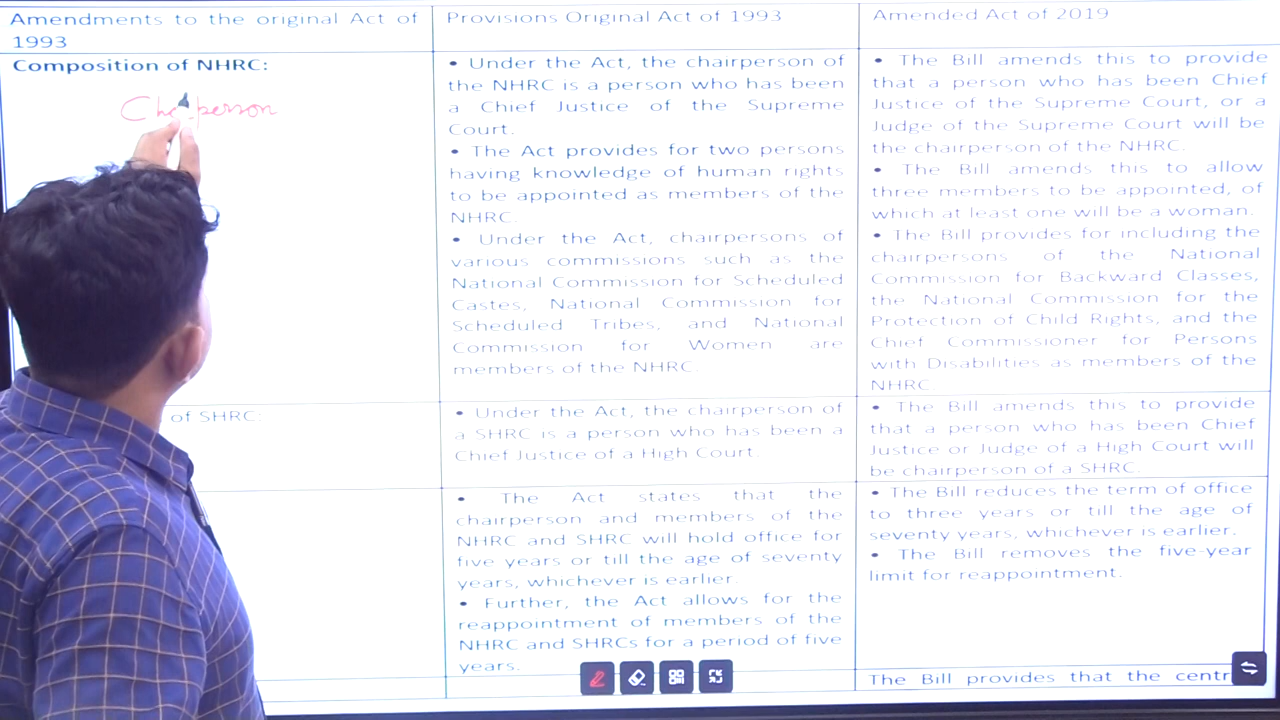 Amendments to the original Act of
1993
Provisions Original Act of 1993
Amended Act of 2019
Composition of NHRC:
Chairperson
• Under the Act, the chairperson of
the NHRC is a person who has been
a Chief Justice of the Supreme
Court.
• The Act provides for two persons
having knowledge of human rights
to be appointed as members of the
NHRC.
• Under the Act, chairpersons of
various commissions such as the
National Commission for Scheduled
Castes, National Commission for
Scheduled Tribes, and National
Commission for Women are
members of the NHRC.
• The Bill amends this to provide
that a person who has been Chief
Justice of the Supreme Court, or a
Judge of the Supreme Court will be
the chairperson of the NHRC.
• The Bill amends this to allow
three members to be appointed, of
which at least one will be a woman.
• The Bill provides for including the
chairpersons of the National
Commission for Backward Classes,
the National Commission for the
Protection of Child Rights, and the
Chief Commissioner for Persons
with Disabilities as members of the
NHRC.
of SHRC:
• Under the Act, the chairperson of
a SHRC is a person who has been a
Chief Justice of a High Court.
• The Bill amends this to provide
that a person who has been Chief
Justice or Judge of a High Court will
be chairperson of a SHRC.
• The Act states that the
chairperson and members of the
NHRC and SHRC will hold office for
five years or till the age of seventy
years, whichever is earlier.
• Further, the Act allows for the
reappointment of members of the
NHRC and SHRCs for a period of five
years.
• The Bill reduces the term of office
to three years or till the age of
seventy years, whichever is earlier.
• The Bill removes the five-year
limit for reappointment.
The Bill provides that the centr